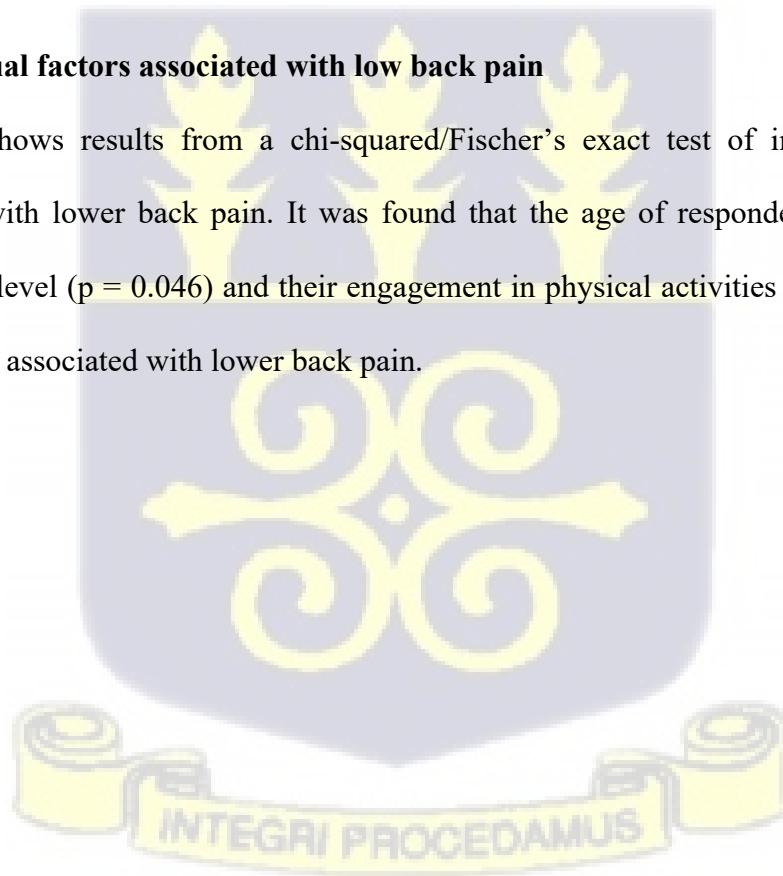 ual factors associated with low back pain
hows results from a chi-squared/Fischer’s exact test of in
with lower back pain. It was found that the age of responde
level (p = 0.046) and their engagement in physical activities
associated with lower back pain.
INTEGRI PROCEDAMUS